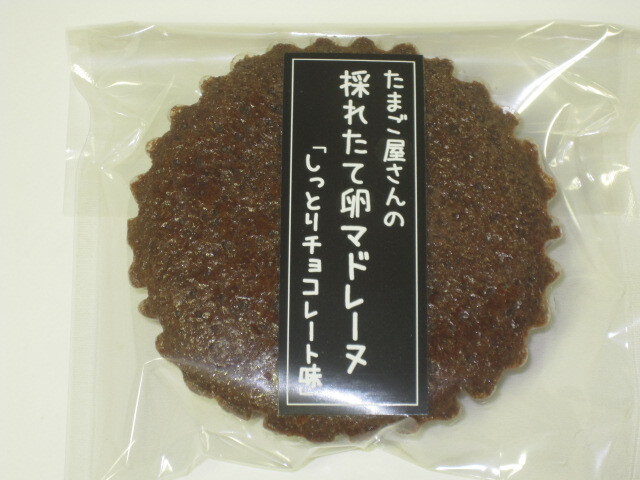 たまご屋さんの
採れたて卵マドレーヌ
「しっとりチョコレート味」